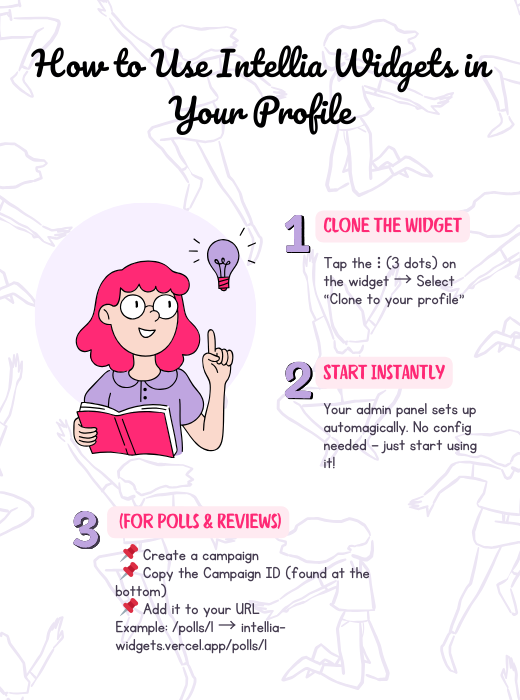 How to Use Intellia Widgets in
Your Profile
1 CLONE THE WIDGET
Tap the ⋮ (3 dots) on
the widget → Select
“Clone to your profile”
2 START INSTANTLY
Your admin panel sets up
automagically. No config
needed – just start using
it!
3 (FOR POLLS & REVIEWS)
📌 Create a campaign
📌 Copy the Campaign ID (found at the
bottom)
📌 Add it to your URL
Example: /polls/1 → intellia-
widgets.vercel.app/polls/1